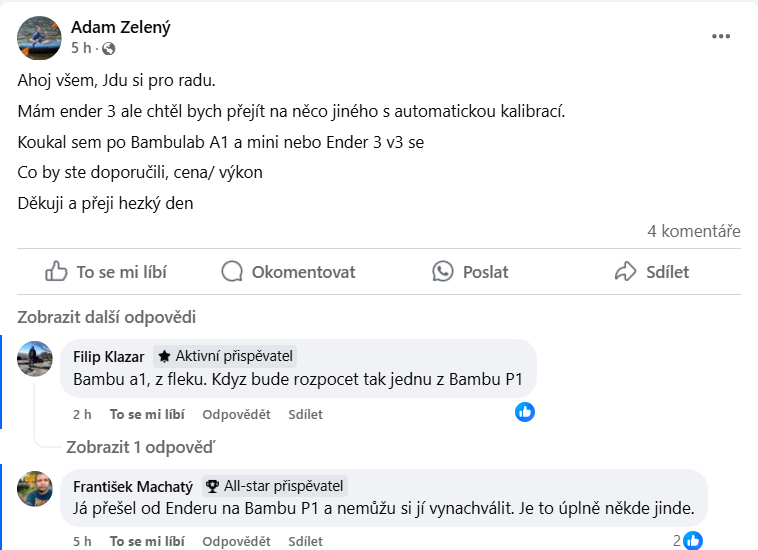 Adam Zelený
5 h ·
Ahoj všem, Jdu si pro radu.
Mám ender 3 ale chtěl bych přejít na něco jiného s automatickou kalibrací.
Koukal sem po Bambulab A1 a mini nebo Ender 3 v3 se
Co by ste doporučili, cena/ výkon
Děkuji a přeji hezký den
4 komentáře
To se mi líbí Okomentovat Poslat Sdílet
Zobrazit další odpovědi
Filip Klazar Aktivní přispěvatel
Bambu a1, z fleku. Kdyz bude rozpocet tak jednu z Bambu P1
2 h To se mi líbí Odpovědět Sdílet
Zobrazit 1 odpověď
František Machatý All-star přispěvatel
Já přešel od Enderu na Bambu P1 a nemůžu si jí vynachválit. Je to úplně někde jinde.
5 h To se mi líbí Odpovědět Sdílet 2